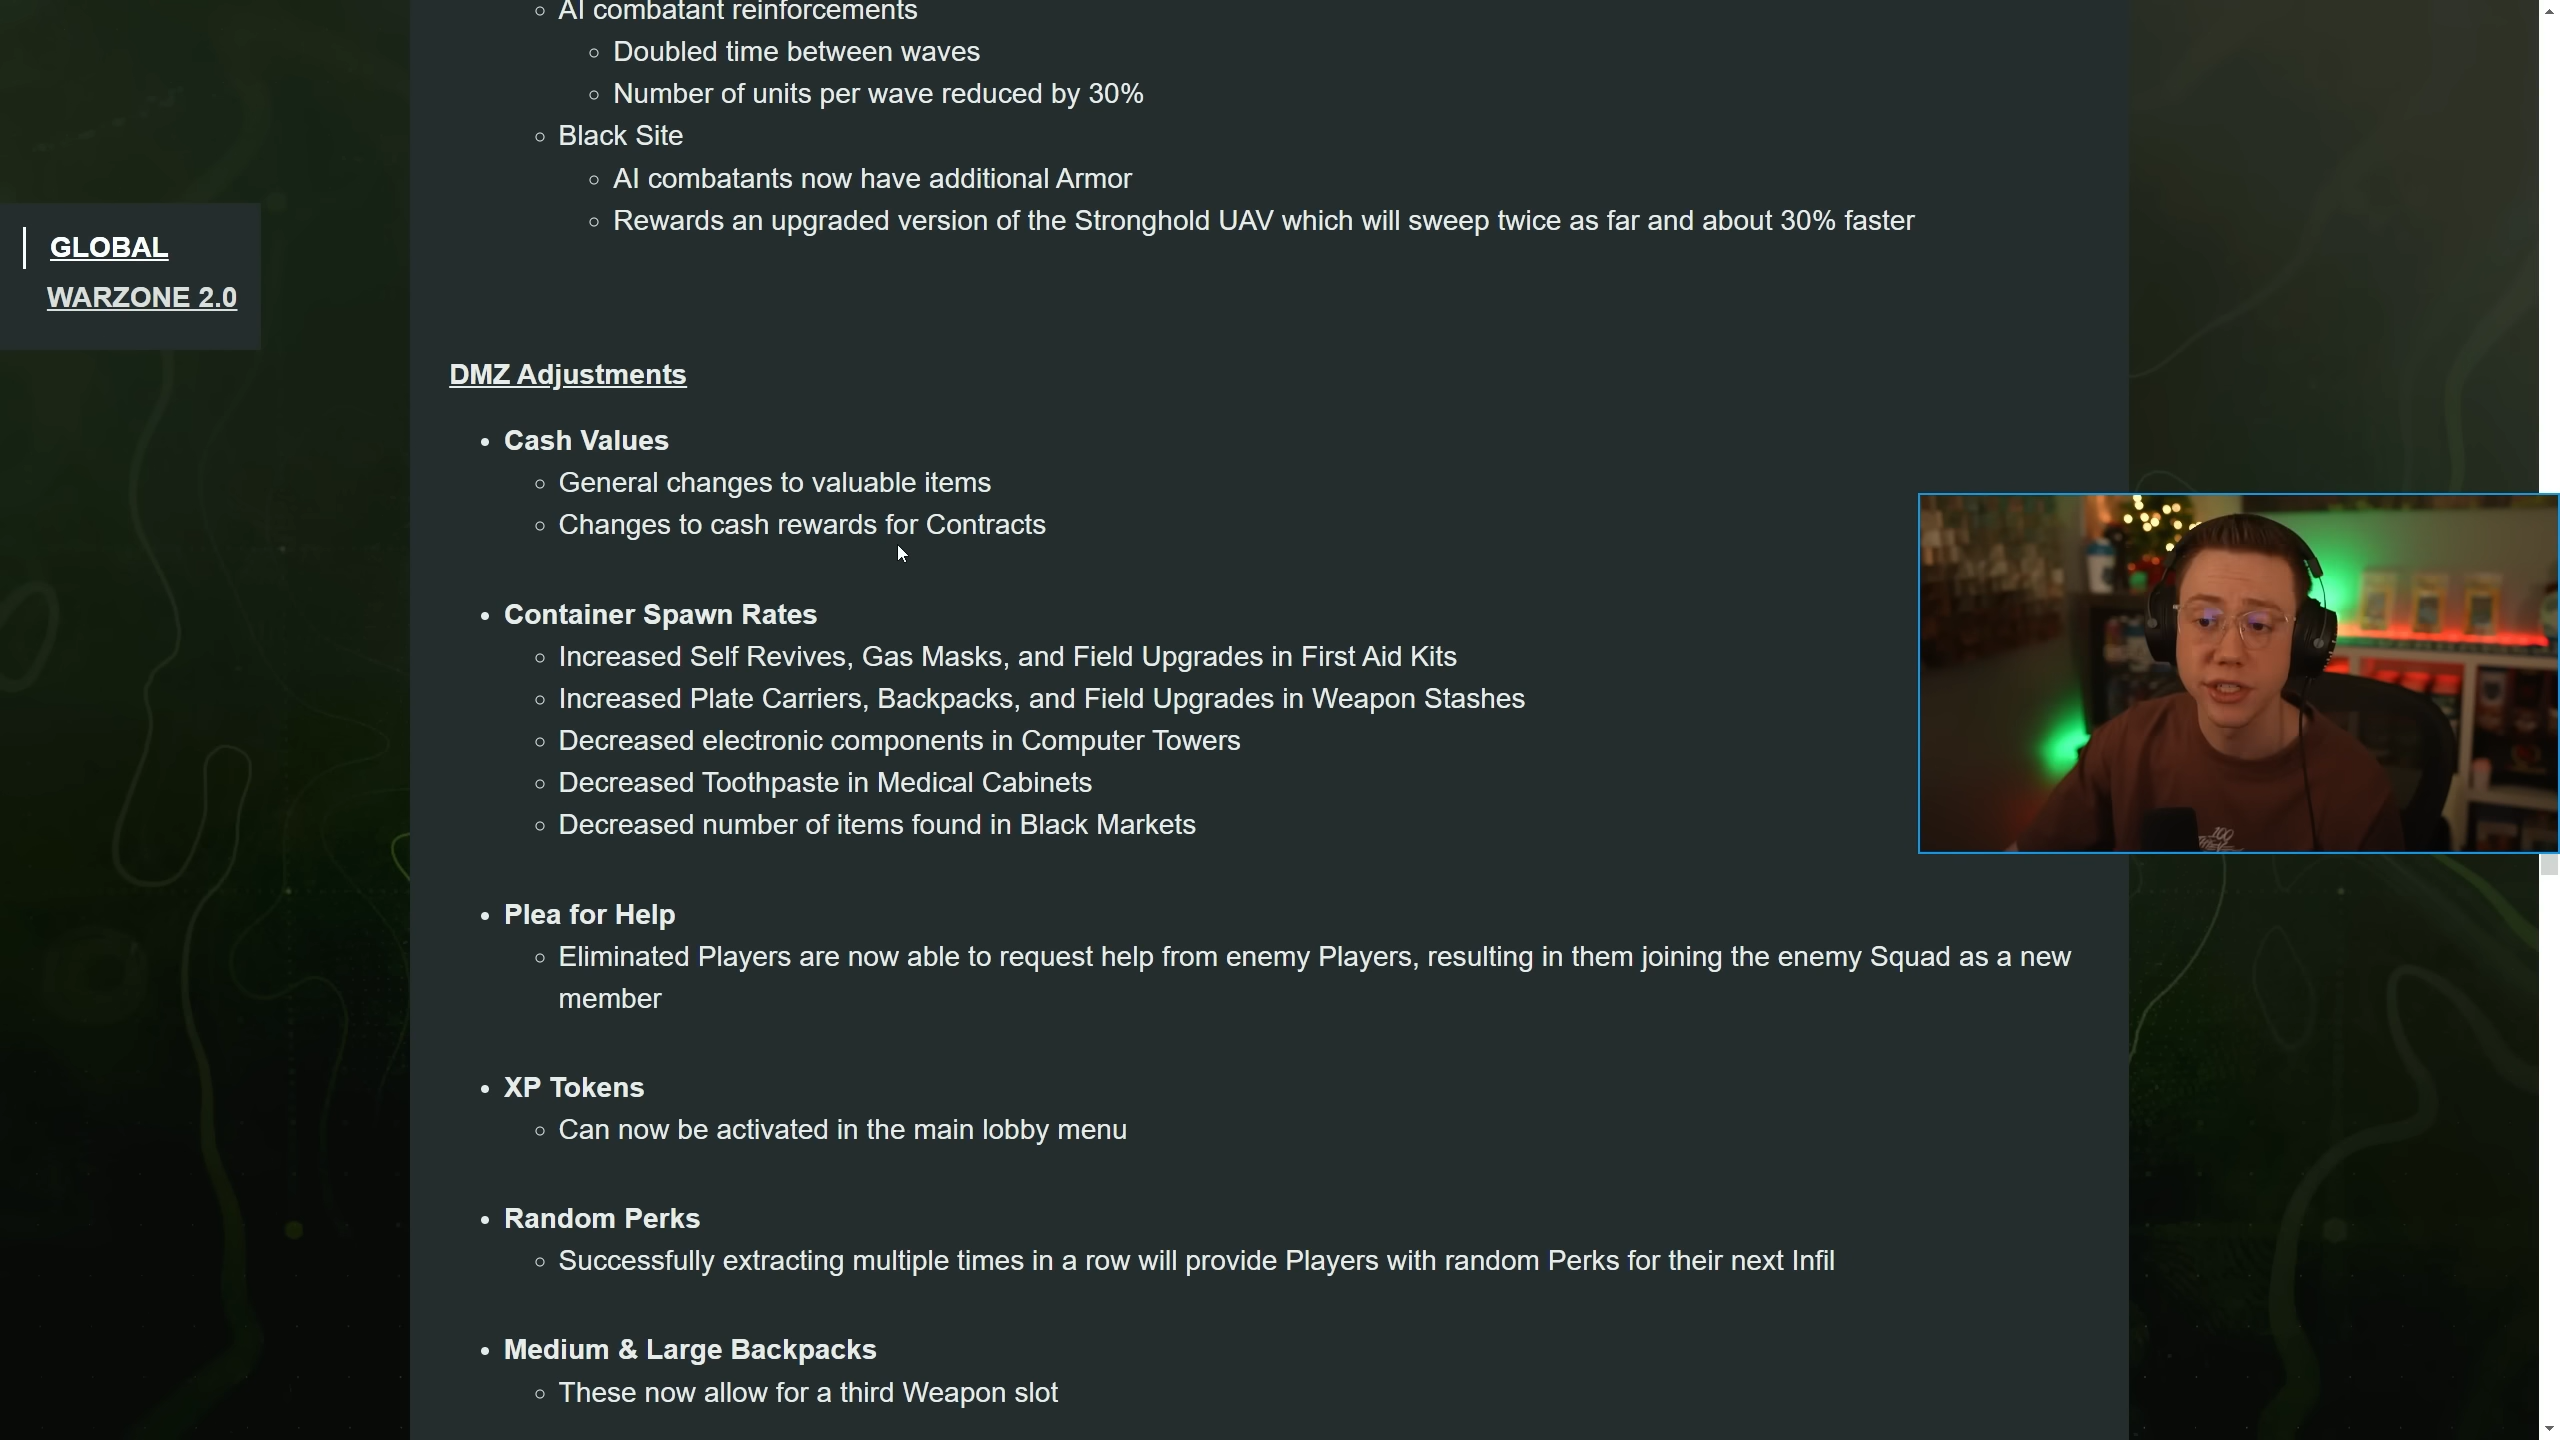 AI combatant reinforcements
Doubled time between waves
Number of units per wave reduced by 30%
Black Site
AI combatants now have additional Armor
Rewards an upgraded version of the Stronghold UAV which will sweep twice as far and about 30% faster
GLOBAL
WARZONE 2.0
DMZ Adjustments
Cash Values
General changes to valuable items
Changes to cash rewards for Contracts
Container Spawn Rates
Increased Self Revives, Gas Masks, and Field Upgrades in First Aid Kits
Increased Plate Carriers, Backpacks, and Field Upgrades in Weapon Stashes
Decreased electronic components in Computer Towers
Decreased Toothpaste in Medical Cabinets
Decreased number of items found in Black Markets
Plea for Help
Eliminated Players are now able to request help from enemy Players, resulting in them joining the enemy Squad as a new
member
XP Tokens
Can now be activated in the main lobby menu
Random Perks
Successfully extracting multiple times in a row will provide Players with random Perks for their next Infil
Medium & Large Backpacks
These now allow for a third Weapon slot
100